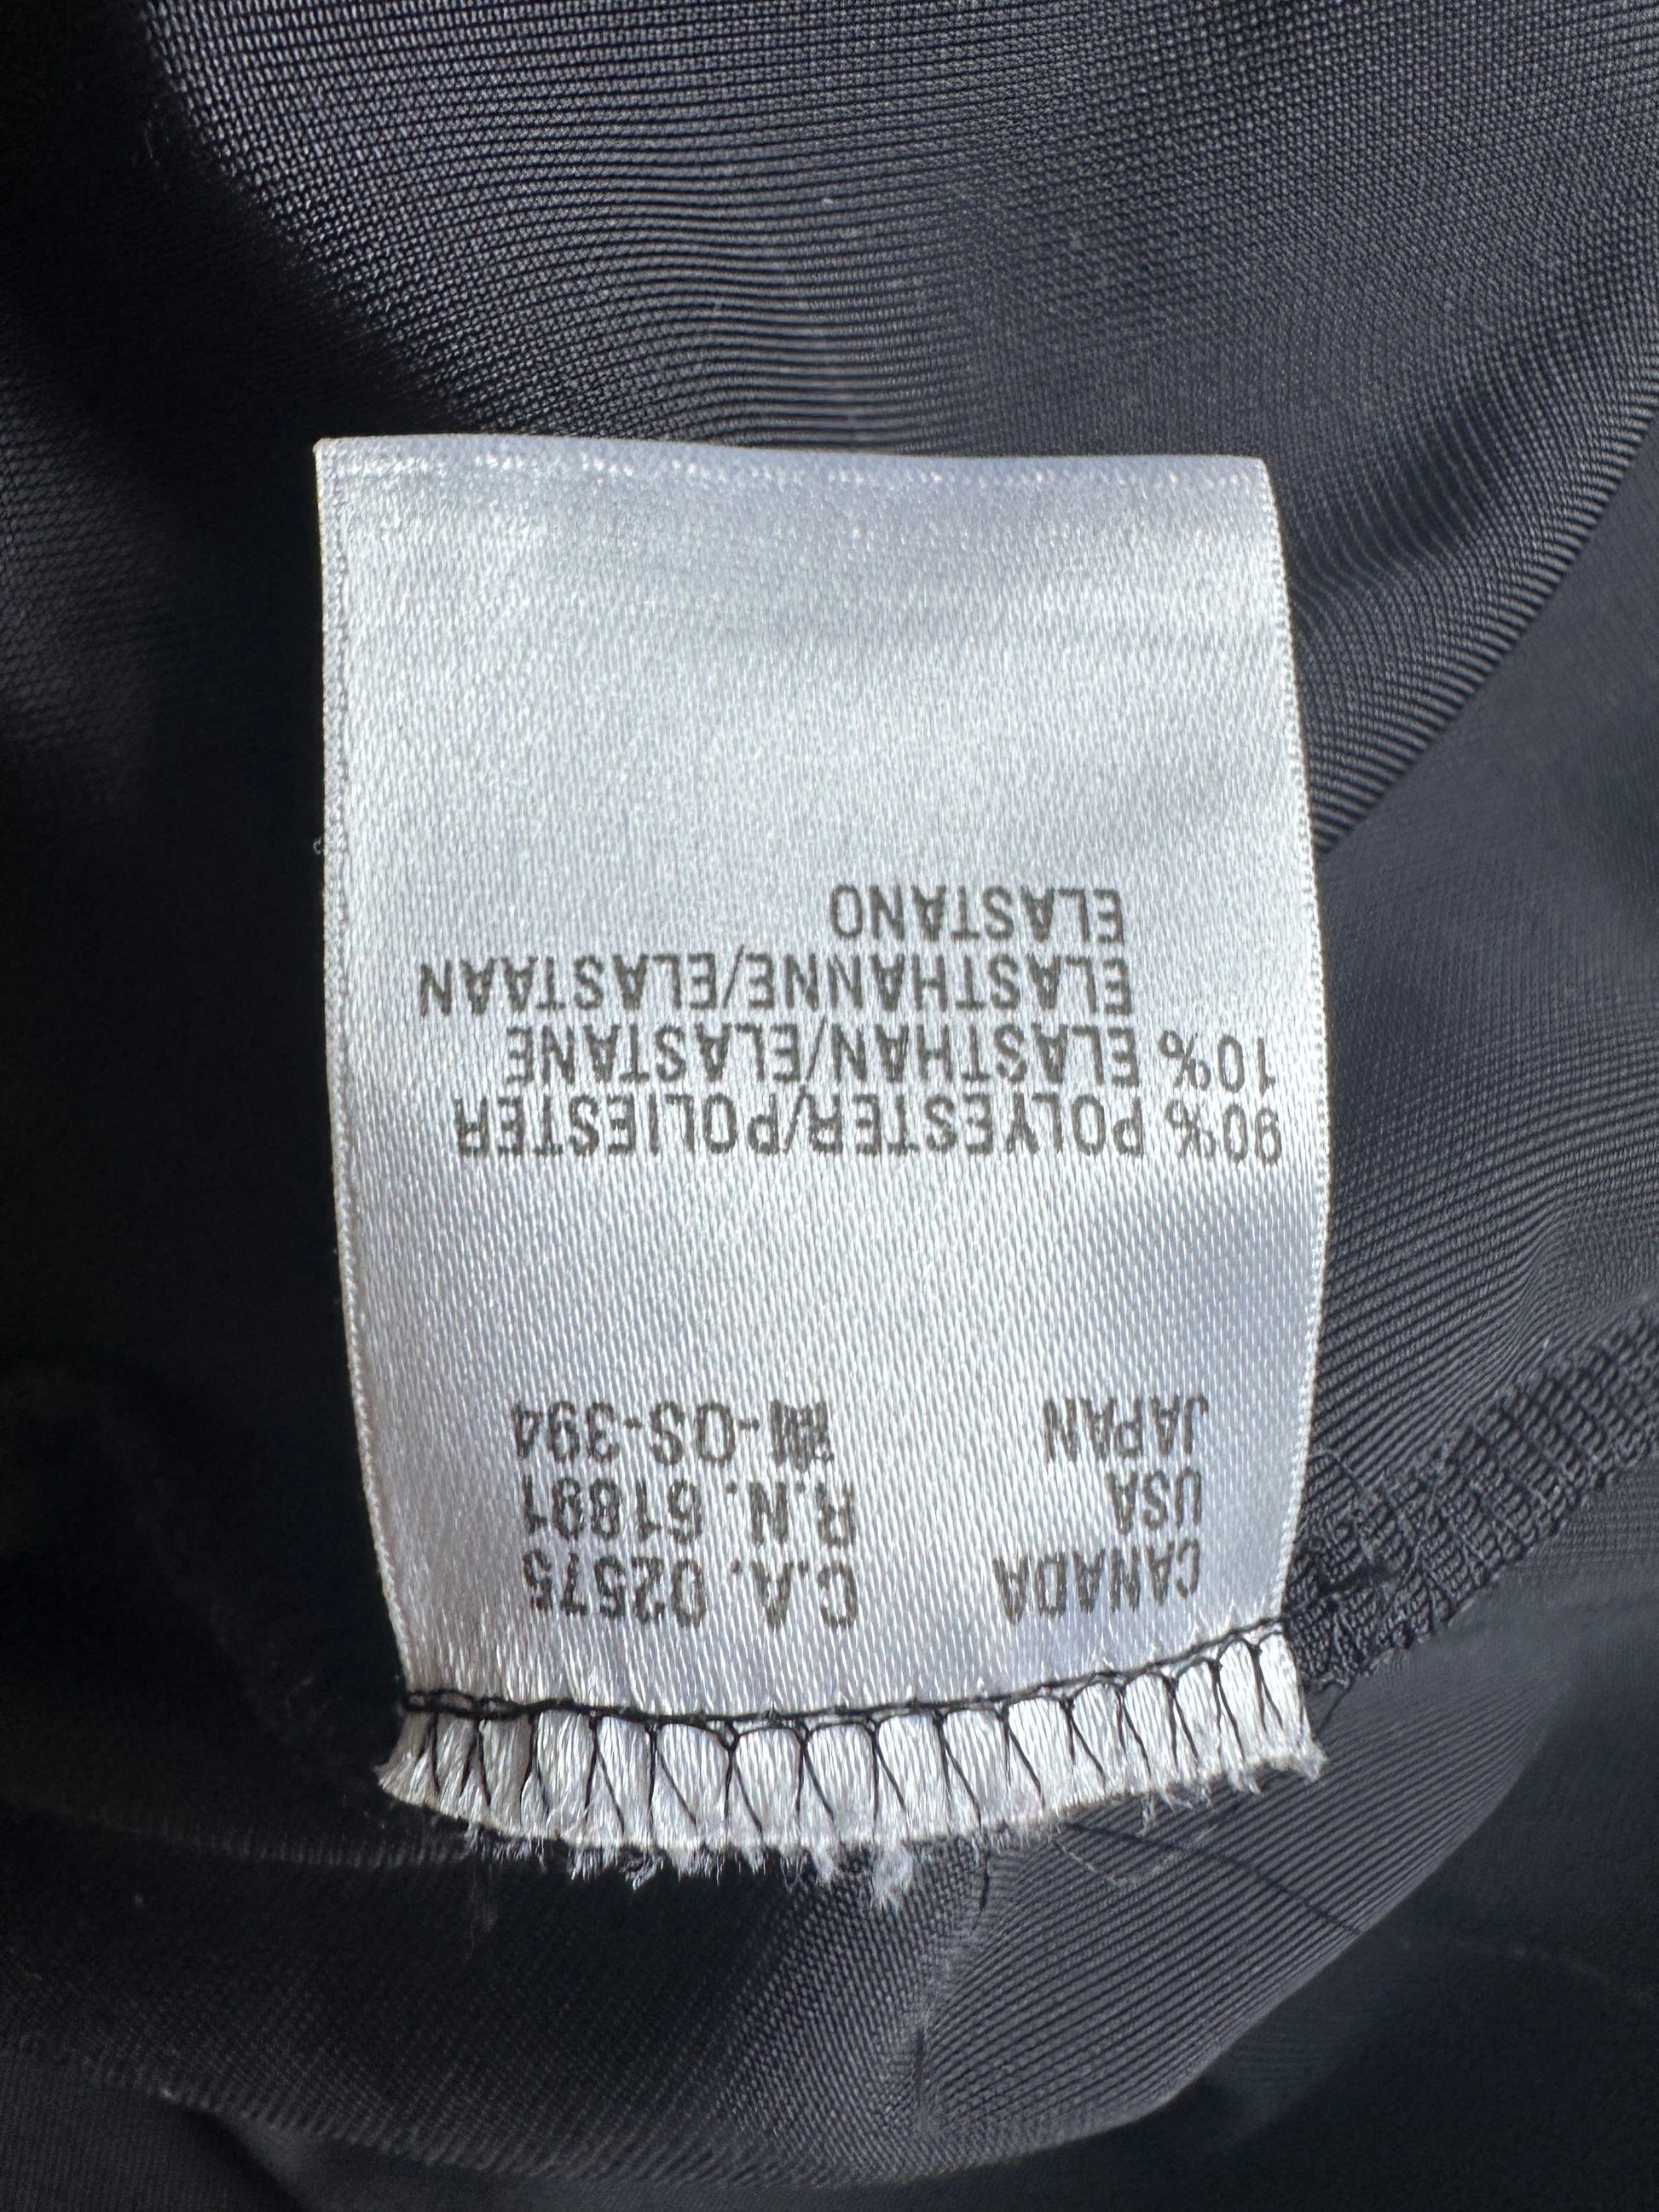 CANADA C.A. 02575
USA R.N. 61891
JAPAN -OS-394
90% POLYESTER/POLIESTER
10% ELASTHAN/ELASTANE
ELASTHANNE/ELASTAAN
ELASTANO